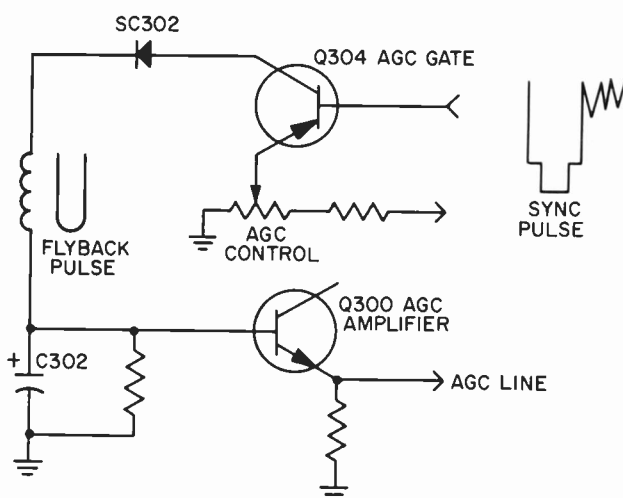 SC302
Q304 AGC GATE
FLYBACK
PULSE
AGC
CONTROL
SYNC
PULSE
Q300 AGC
AMPLIFIER
+ C302
AGC LINE